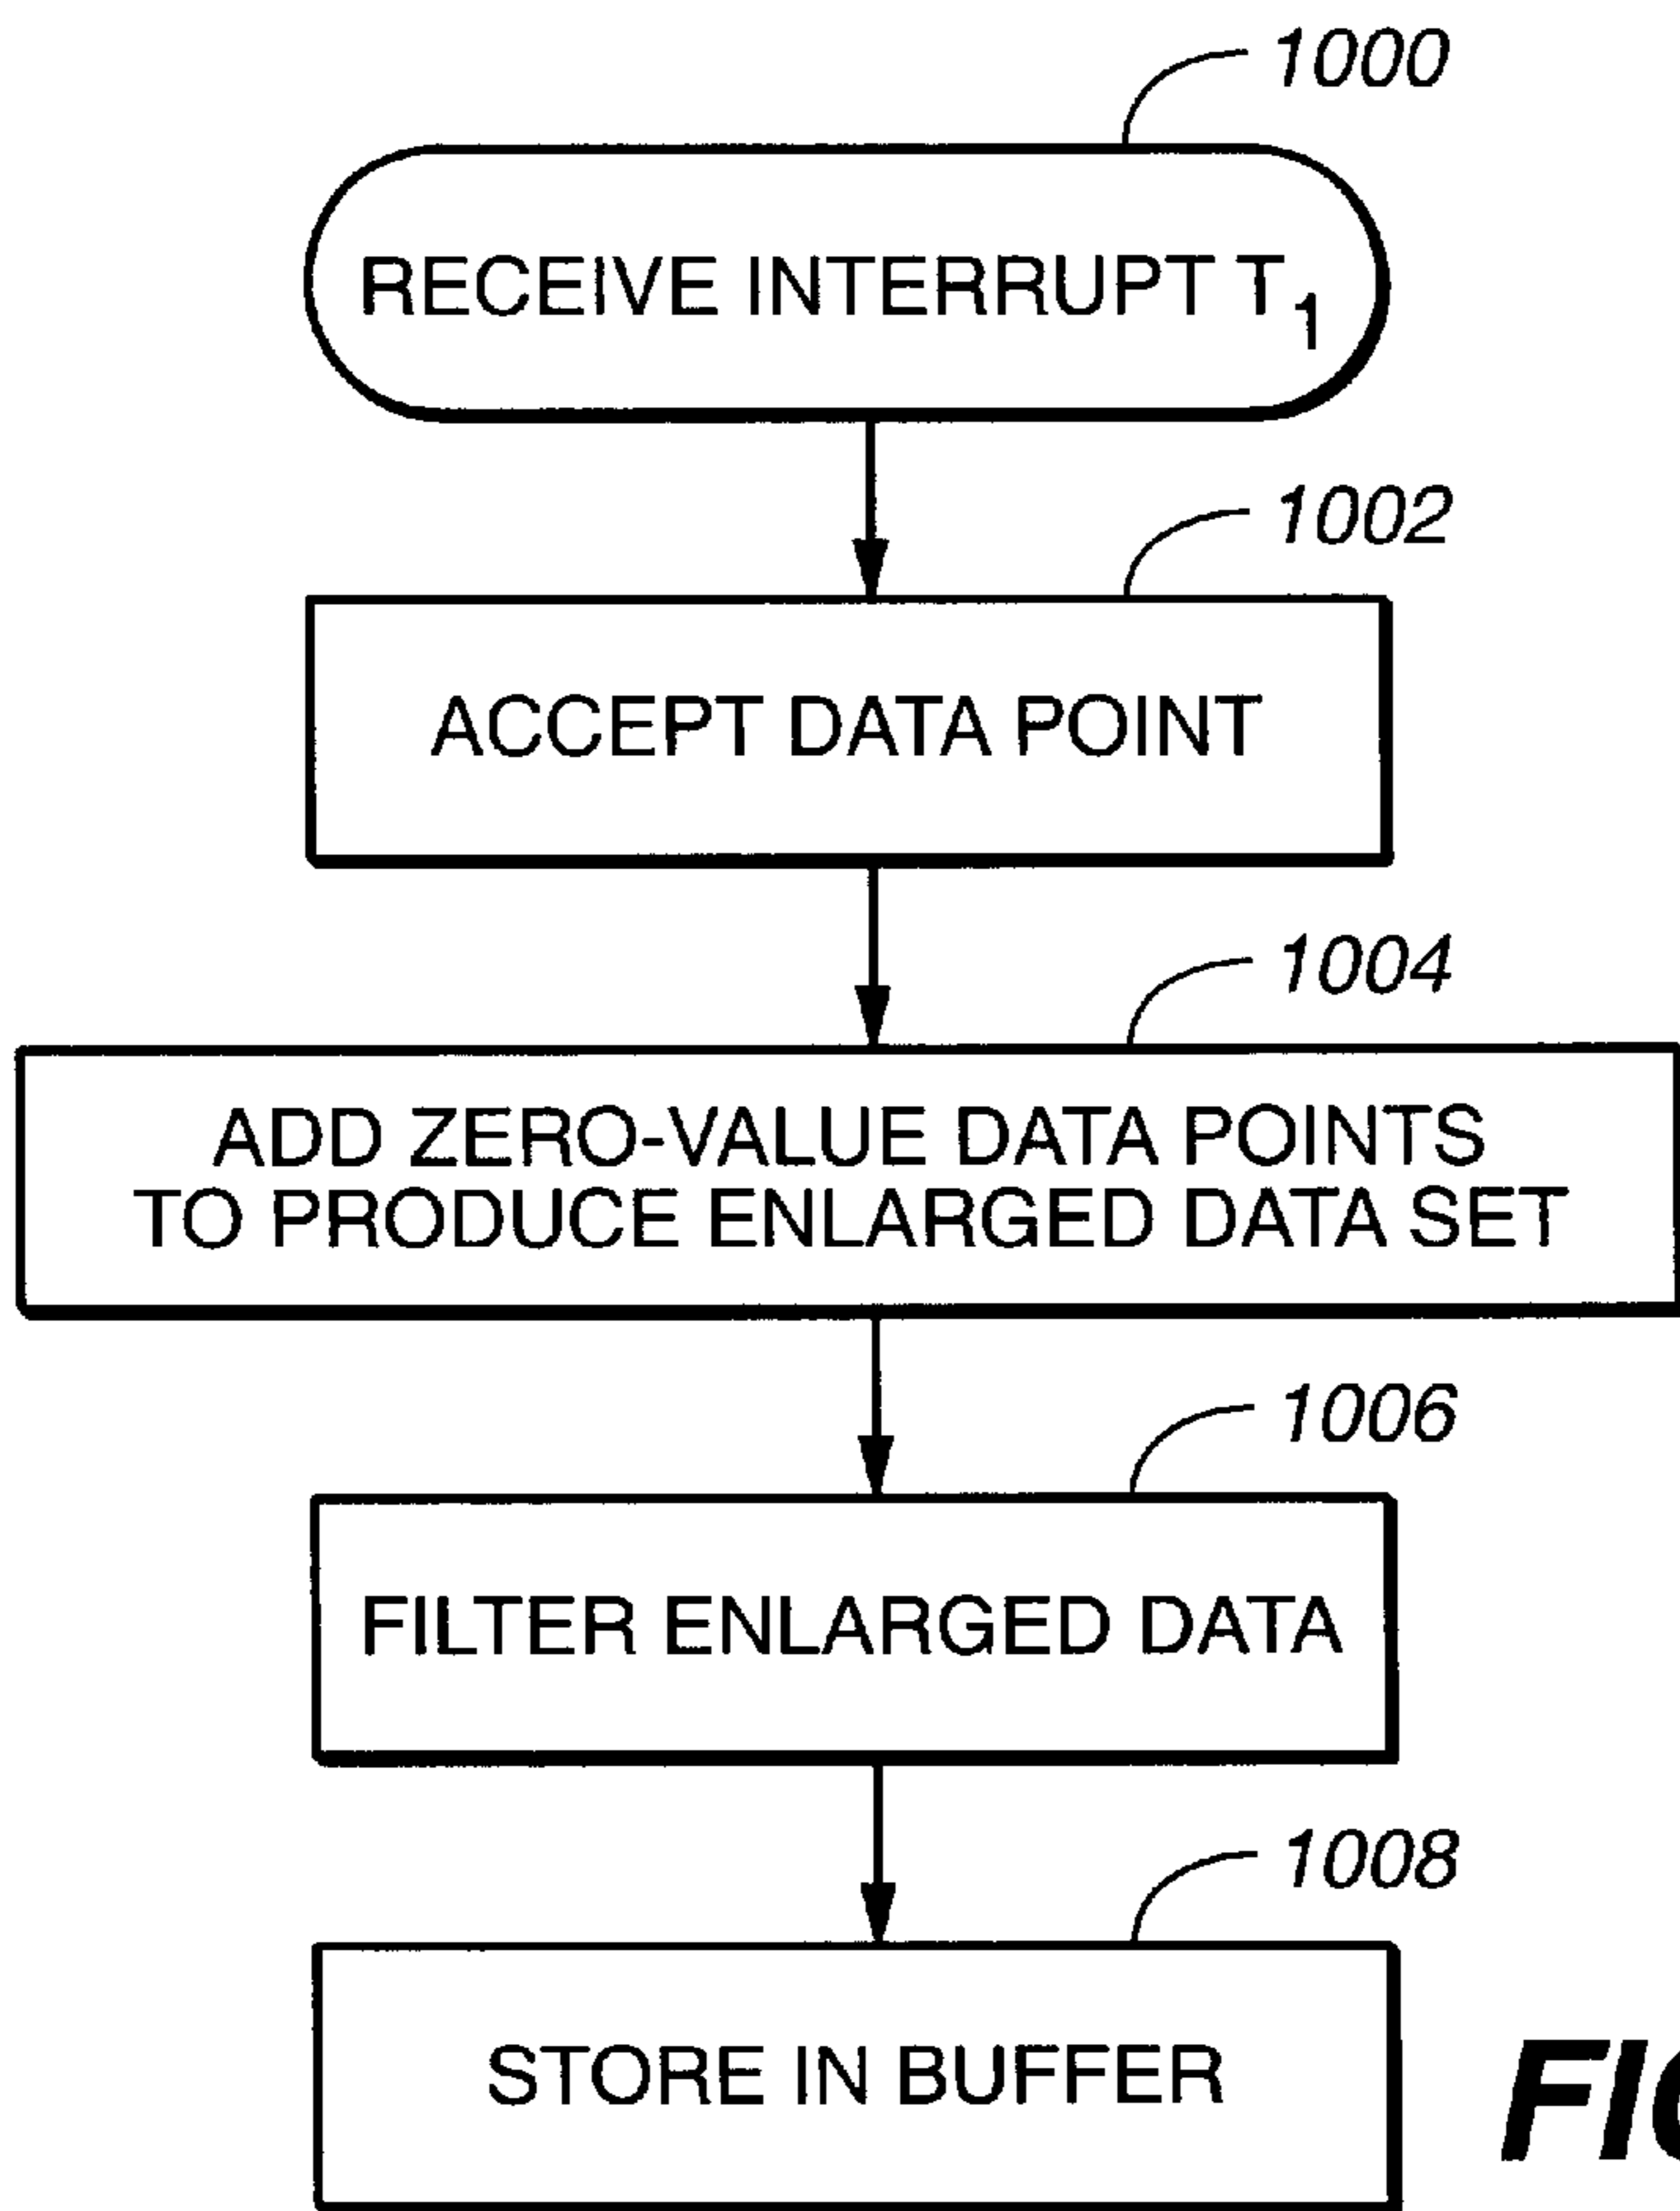 1000
RECEIVE INTERRUPT T1
1002
ACCEPT DATA POINT
1004
ADD ZERO-VALUE DATA POINTS
TO PRODUCE ENLARGED DATA SET
1006
FILTER ENLARGED DATA
1008
STORE IN BUFFER